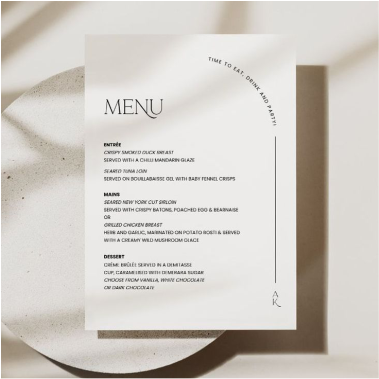 TIME TO EAT, DRINK AND PARTY!
MENU
ENTRÉE
CRISPY SMOKED DUCK BREAST
SERVED WITH A CHILLI MANDARIN GLAZE
SEARED TUNA LOIN
SERVED ON BOUILLABAISSE GEL WITH BABY FENNEL CRISPS
MAINS
SEARED NEW YORK CUT SIRLOIN
SERVED WITH CRISPY BATONS, POACHED EGG & BEARNAISE
OR
GRILLED CHICKEN BREAST
HERB AND GARLIC, MARINATED ON POTATO ROSTI & SERVED
WITH A CREAMY WILD MUSHROOM GLACE
DESSERT
CRÈME BRÛLÉE SERVED IN A DEMITASSE
CUP, CARAMELISED WITH DEMERARA SUGAR
CHOOSE FROM VANILLA, WHITE CHOCOLATE
OR DARK CHOCOLATE
A
K